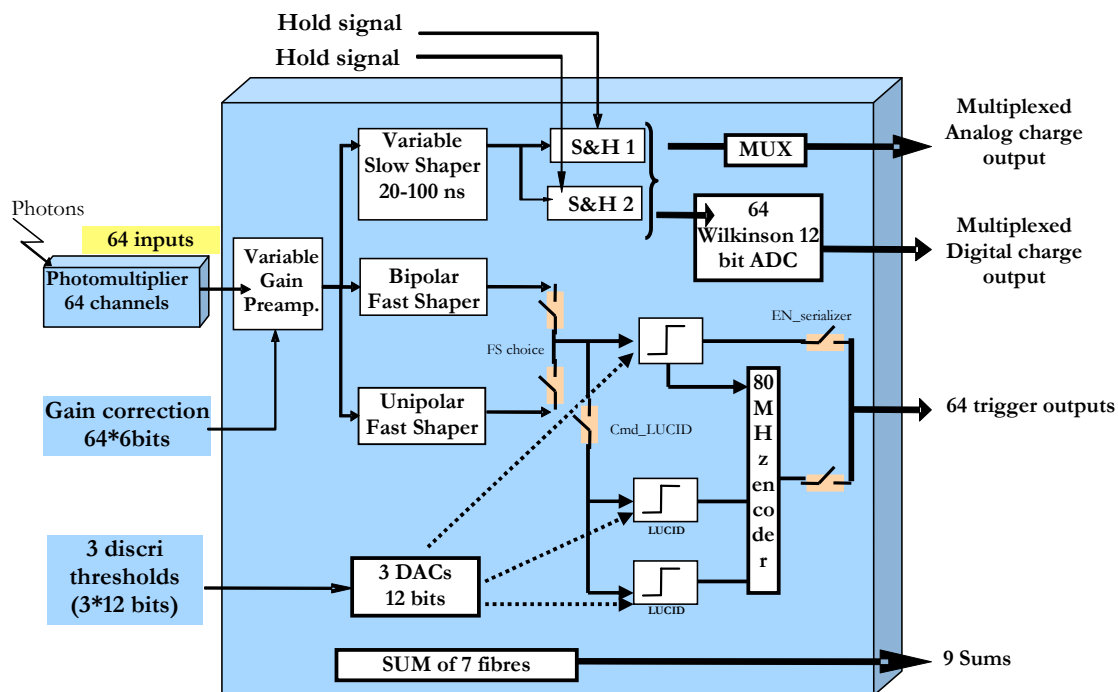 Hold signal
Hold signal
Photons
64 inputs
Photomultiplier
64 channels
Variable
Gain
Preamp.
Gain correction
64*6bits
3 discri
thresholds
(3*12 bits)
Variable
Slow Shaper
20-100 ns
S&H 1
S&H 2
MUX
64
Wilkinson 12
bit ADC
Multiplexed
Analog charge
output
Multiplexed
Digital charge
output
Bipolar
Fast Shaper
FS choice
Unipolar
Fast Shaper
Cmd_LUCID
EN_serializer
80
M
H
z
en
co
de
r
64 trigger outputs
LUCID
LUCID
3 DACs
12 bits
SUM of 7 fibres
9 Sums